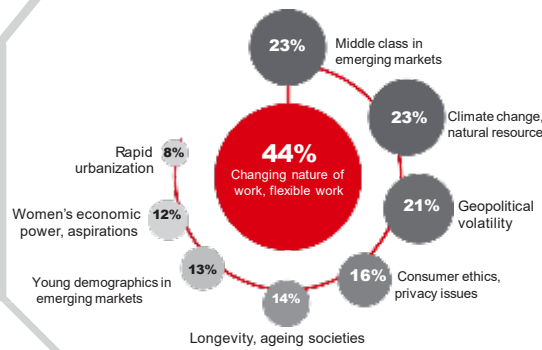 44%
Changing nature of
work, flexible work
23%
Middle class in
emerging markets
23%
Climate change,
natural resource
21%
Geopolitical
volatility
16%
Consumer ethics,
privacy issues
14%
Longevity, ageing societies
13%
Young demographics in
emerging markets
12%
Women’s economic
power, aspirations
8%
Rapid
urbanization